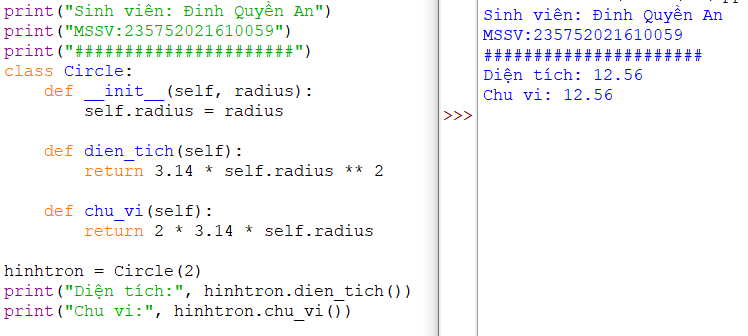 print("Sinh viên: Đinh Quyền An")
print("MSSV:235752021610059")
print("######################")
class Circle:
    def __init__(self, radius):
        self.radius = radius
    def dien_tich(self):
        return 3.14 * self.radius ** 2
    def chu_vi(self):
        return 2 * 3.14 * self.radius
hinhtron = Circle(2)
print("Diện tích:", hinhtron.dien_tich())
print("Chu vi:", hinhtron.chu_vi())
Sinh viên: Đinh Quyền An
MSSV:235752021610059
######################
Diện tích: 12.56
Chu vi: 12.56
>>>